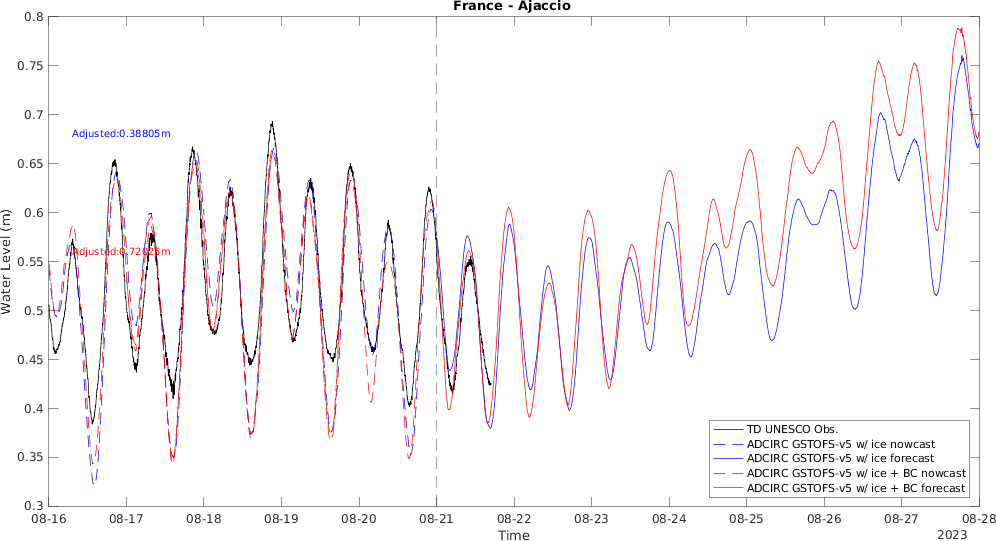 France - Ajaccio
0.8
0.75
0.7
0.65
0.6
0.55
0.5
0.45
0.4
0.35
0.3
Water Level (m)
Adjusted:0.38805m
TD UNESCO Obs.
ADCIRC GSTOFS-v5 w/ ice nowcast
ADCIRC GSTOFS-v5 w/ ice forecast
ADCIRC GSTOFS-v5 w/ ice + BC nowcast
ADCIRC GSTOFS-v5 w/ ice + BC forecast
08-16 08-17 08-18 08-19 08-20 08-21 08-22 08-23 08-24 08-25 08-26 08-27 08-28
Time
2023